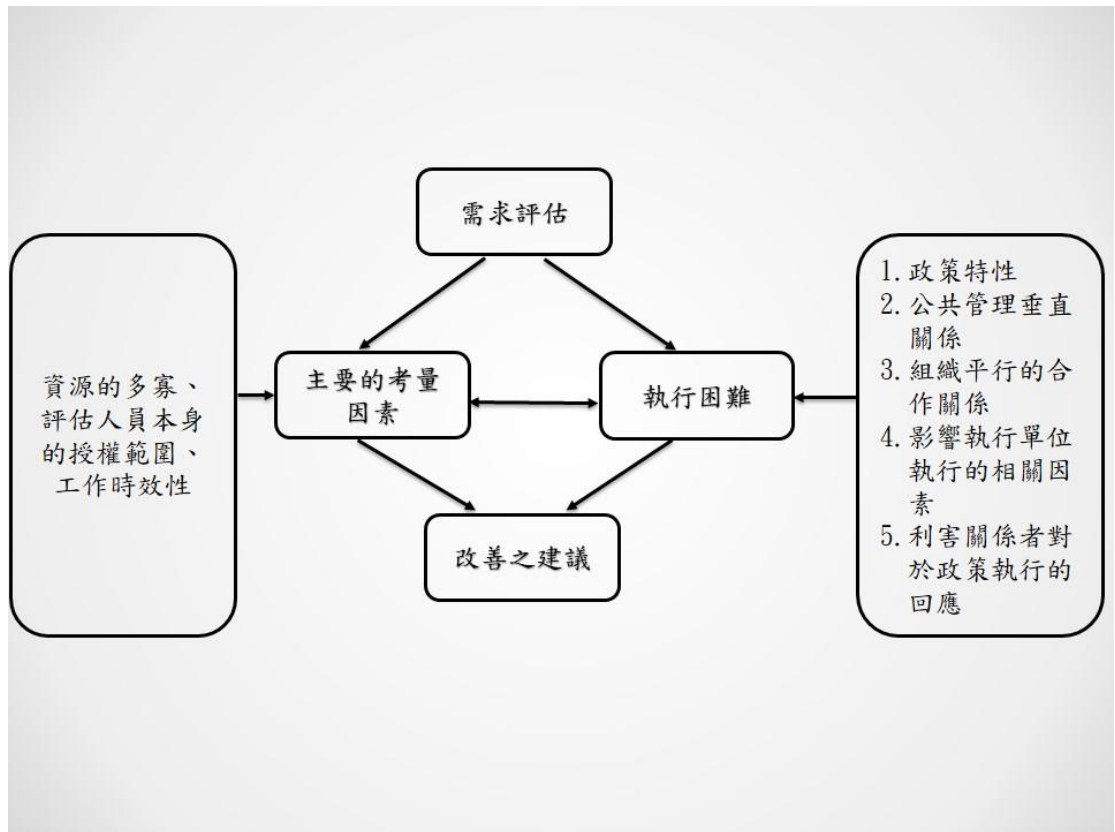 需求評估
資源的多寡、
評估人員本身
的授權範圍、
工作時效性
主要的考量
因素
執行困難
1. 政策特性
2. 公共管理垂直
關係
3. 組織平行的合
作關係
4. 影響執行單位
執行的相關因
素
5. 利害關係者對
於政策執行的
回應
改善之建議